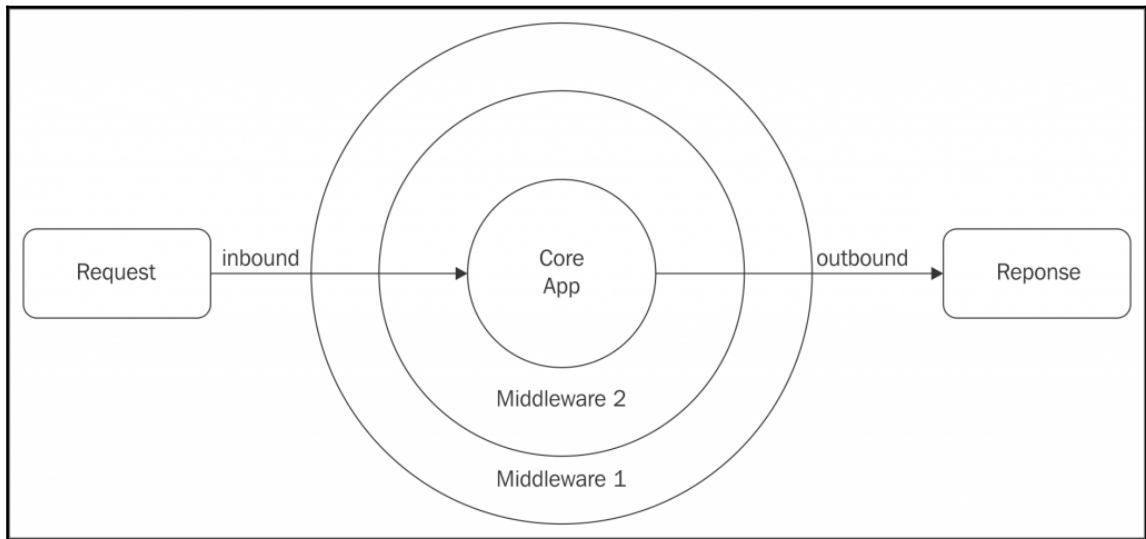 Request
inbound
Core
App
outbound
Reponse
Middleware 2
Middleware 1